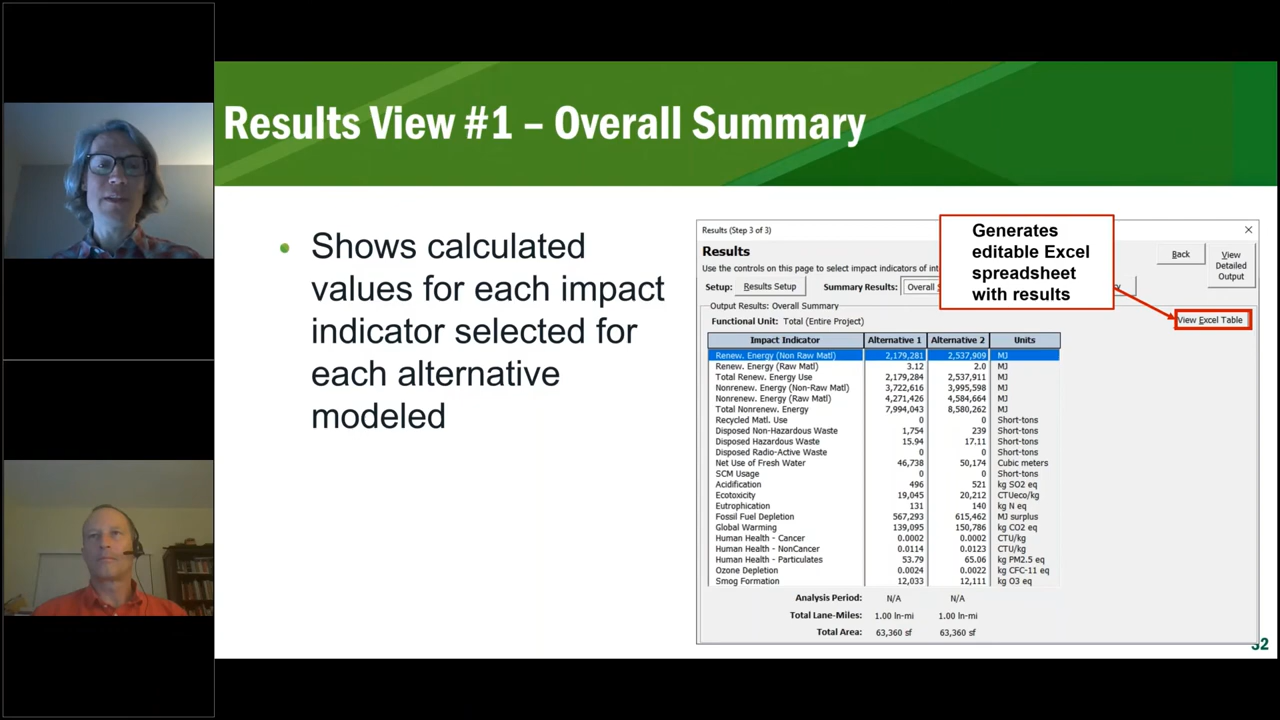 Results View #1 – Overall Summary
• Shows calculated
values for each impact
indicator selected for
each alternative
modeled
Results (Step 3 of 3)
Results
Use the controls on this page to select impact indicators of
Setup: Results Setup Summary Results: Overall
Back
View
Detailed
Output
Generates
editable Excel
spreadsheet
with results
Output Results: Overall Summary
Functional Unit: Total (Entire Project)
View Excel Table
Impact Indicator Alternative 1 Alternative 2 Units
Renew. Energy (Non Raw Matl) 2,179,281 2,537,909 MJ
Renew. Energy (Raw Matl) 3.12 2.0 MJ
Total Renew. Energy Use 2,179,284 2,537,911 MJ
Nonrenew. Energy (Non-Raw Matl) 3,722,616 3,995,598 MJ
Nonrenew. Energy (Raw Matl) 4,271,426 4,584,664 MJ
Total Nonrenew. Energy 7,994,043 8,580,262 MJ
Recycled Matl. Use 0 0 Short-tons
Disposed Non-Hazardous Waste 1,754 239 Short-tons
Disposed Hazardous Waste 15.94 17.11 Short-tons
Disposed Radio-Active Waste 0 0 Short-tons
Net Use of Fresh Water 46,738 50,174 Cubic meters
SCM Usage 0 0 Short-tons
Acidification 496 521 kg SO2 eq
Ecotoxicity 19,045 20,212 CTUeco/kg
Eutrophication 131 140 kg N eq
Fossil Fuel Depletion 567,293 615,462 MJ surplus
Global Warming 139,095 150,786 kg CO2 eq
Human Health - Cancer 0.0002 0.0002 CTU/kg
Human Health - NonCancer 0.0114 0.0123 CTU/kg
Human Health - Particulates 53.79 65.06 kg PM2.5 eq
Ozone Depletion 0.0024 0.0022 kg CFC-11 eq
Smog Formation 12,033 12,111 kg O3 eq
Analysis Period: N/A N/A
Total Lane-Miles: 1.00 ln-mi 1.00 ln-mi
Total Area: 63,360 sf 63,360 sf